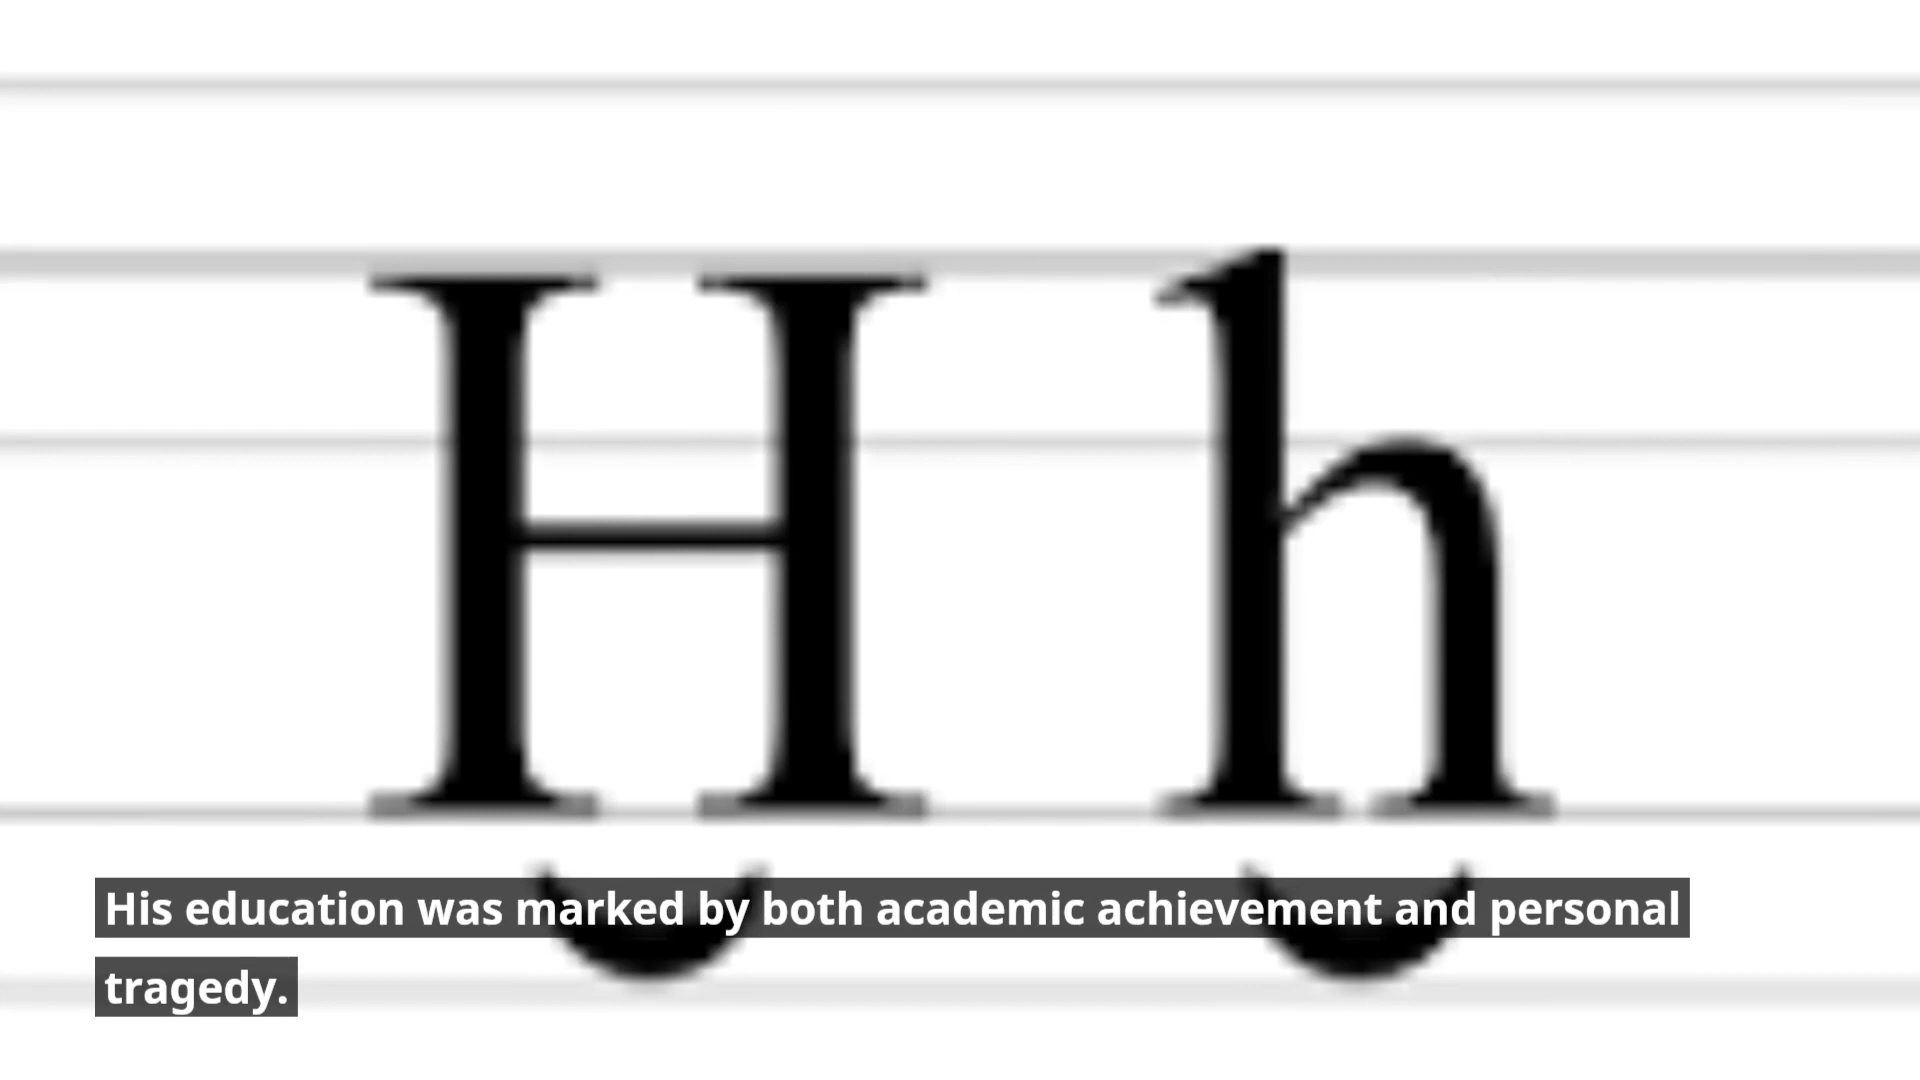 Ḫ ḫ
His education was marked by both academic achievement and personal
tragedy.